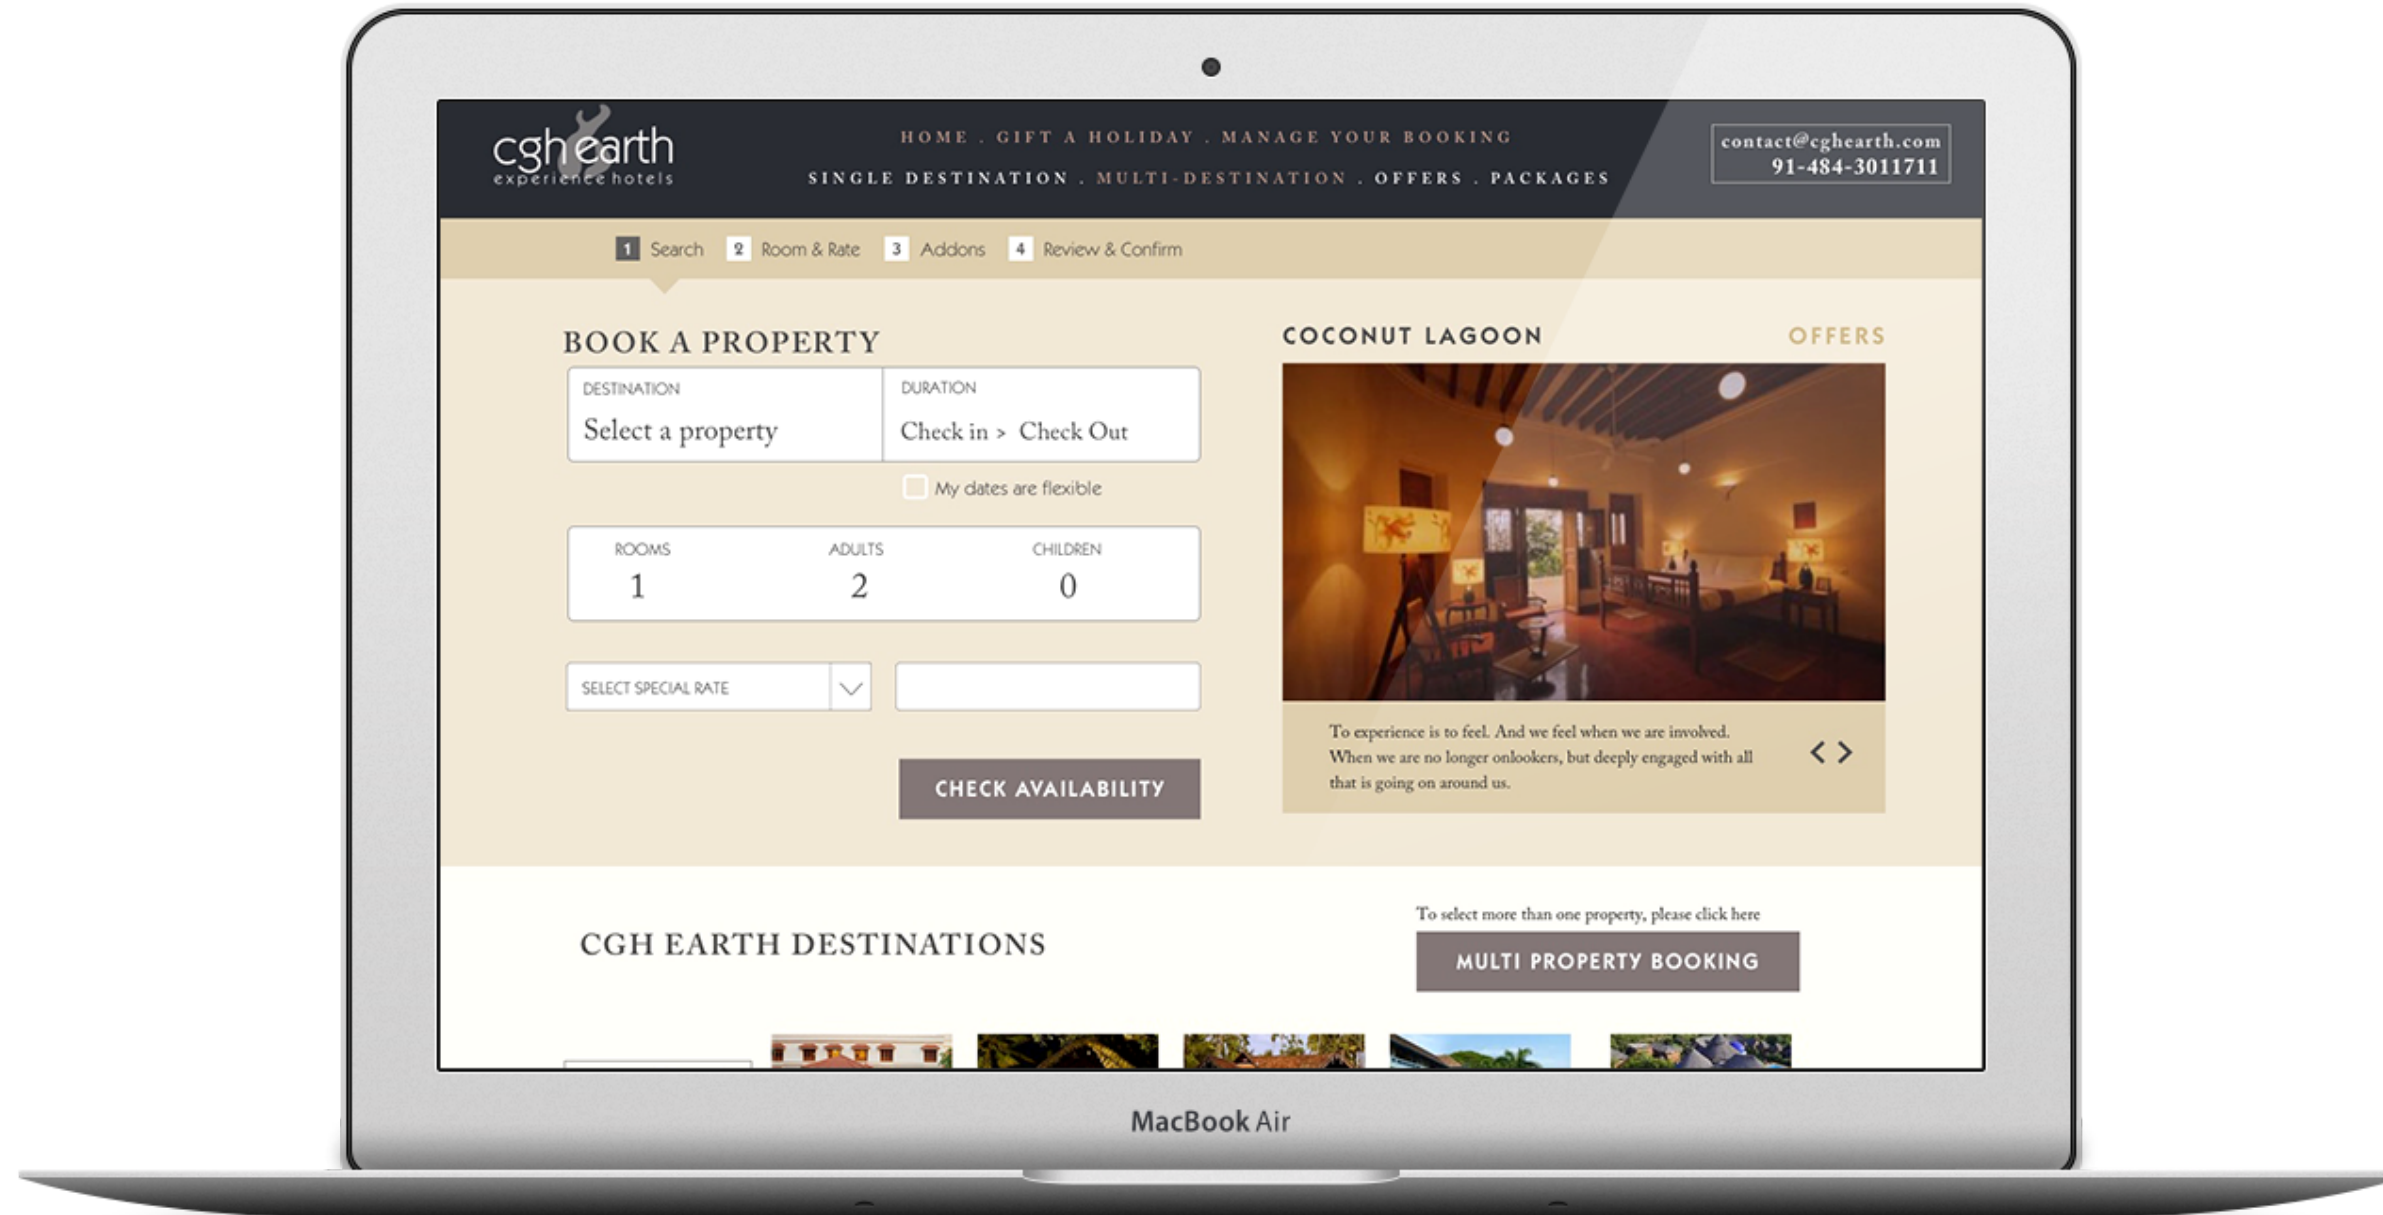 cgh earth
experience hotels
HOME . GIFT A HOLIDAY . MANAGE YOUR BOOKING
SINGLE DESTINATION . MULTI-DESTINATION . OFFERS . PACKAGES
contact@cghearth.com
91-484-3011711
1 Search 2 Room & Rate 3 Addons 4 Review & Confirm
BOOK A PROPERTY
DESTINATION DURATION
Select a property Check in > Check Out
My dates are flexible
ROOMS ADULTS CHILDREN
1 2 0
SELECT SPECIAL RATE
CHECK AVAILABILITY
COCONUT LAGOON OFFERS
To experience is to feel. And we feel when we are involved.
When we are no longer onlookers, but deeply engaged with all
that is going on around us.
< >
CGH EARTH DESTINATIONS
To select more than one property, please click here
MULTI PROPERTY BOOKING
MacBook Air